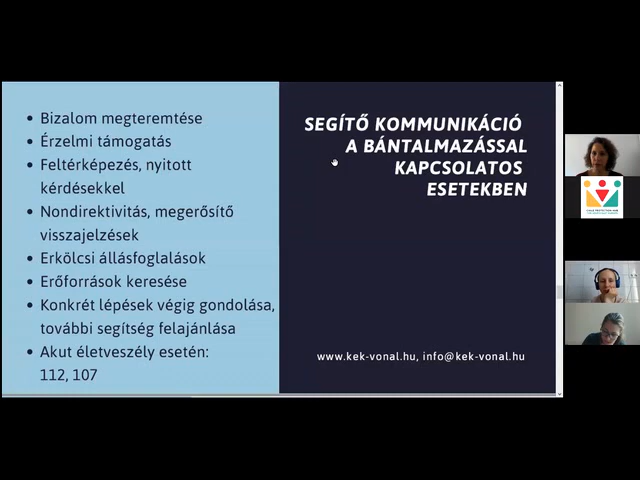 Bizalom megteremtése
Érzelmi támogatás
Feltérképezés, nyitott
kérdésekkel
Nondirektivitás, megerősítő
visszajelzések
Erkölcsi állásfoglalások
Erőforrások keresése
Konkrét lépések végig gondolása,
további segítség felajánlása
Akut életveszély esetén:
112, 107
SEGÍTŐ KOMMUNIKÁCIÓ
A BÁNTALMAZÁSSAL
KAPCSOLATOS
ESETEKBEN
www.kek-vonal.hu, info@kek-vonal.hu